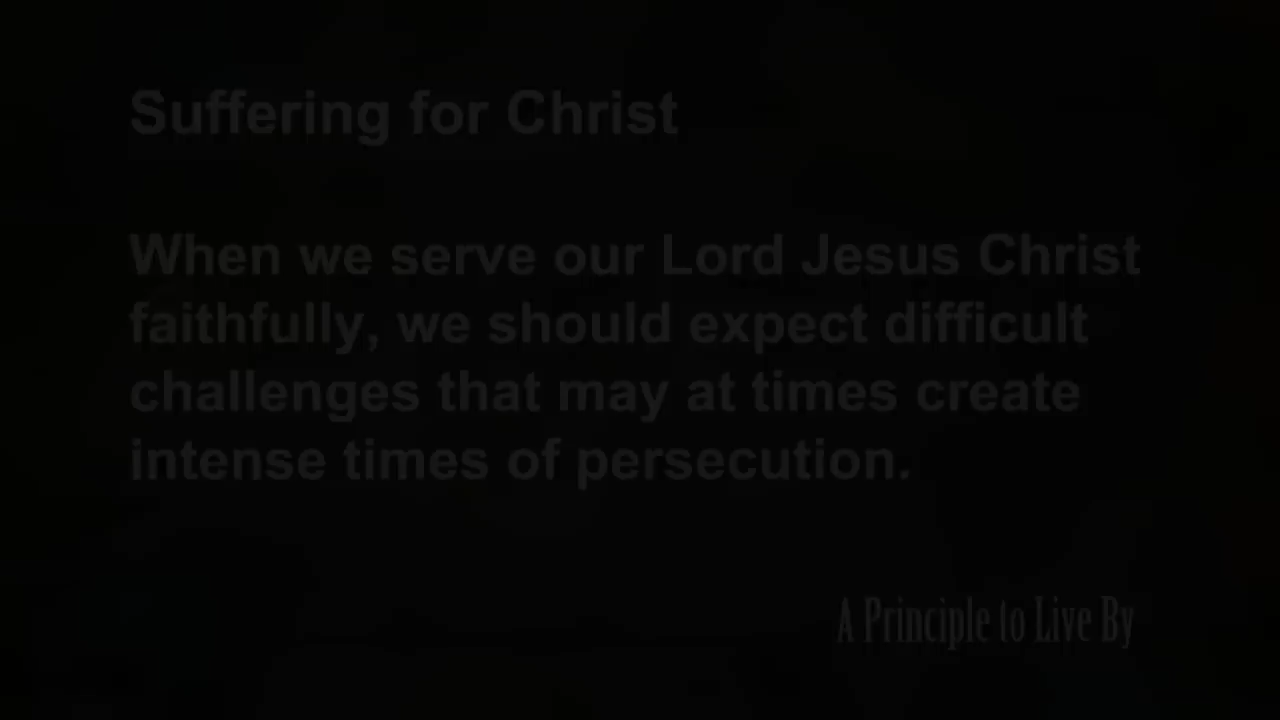 Suffering for Christ
When we serve our Lord Jesus Christ
faithfully, we should expect difficult
challenges that may at times create
intense times of persecution.
A Principle to Live By